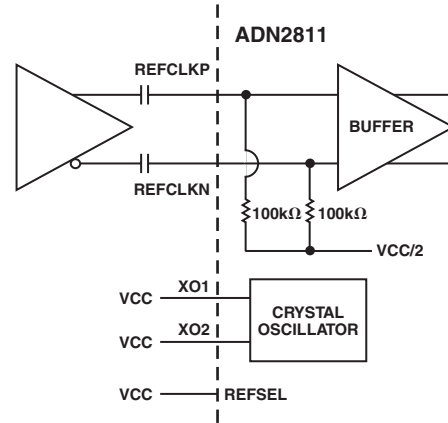 ADN2811
REFCLKP
BUFFER
REFCLKN
100kΩ 100kΩ
VCC/2
VCC XO1
CRYSTAL
OSCILLATOR
VCC XO2
VCC REFSEL